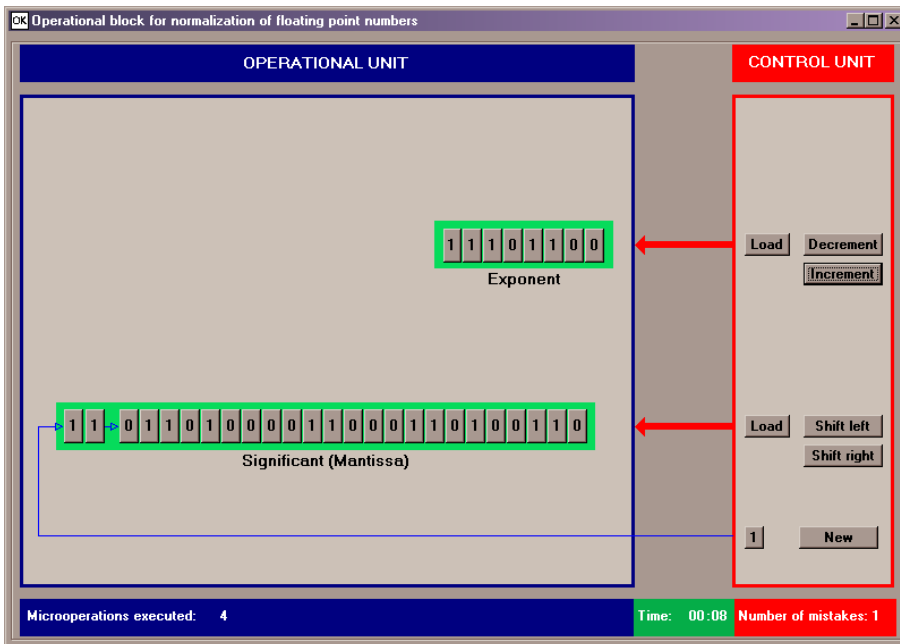 OK Operational block for normalization of floating point numbers
OPERATIONAL UNIT
CONTROL UNIT
1 1 1 0 1 1 0 0
Load Decrement
Exponent
Increment
1 1 0 1 1 0 1 0 0 0 0 1 1 0 0 0 1 1 0 1 0 0 1 1 0
Load Shift left
Significant (Mantissa)
Shift right
1 New
Microoperations executed: 4
Time: 00:08
Number of mistakes: 1